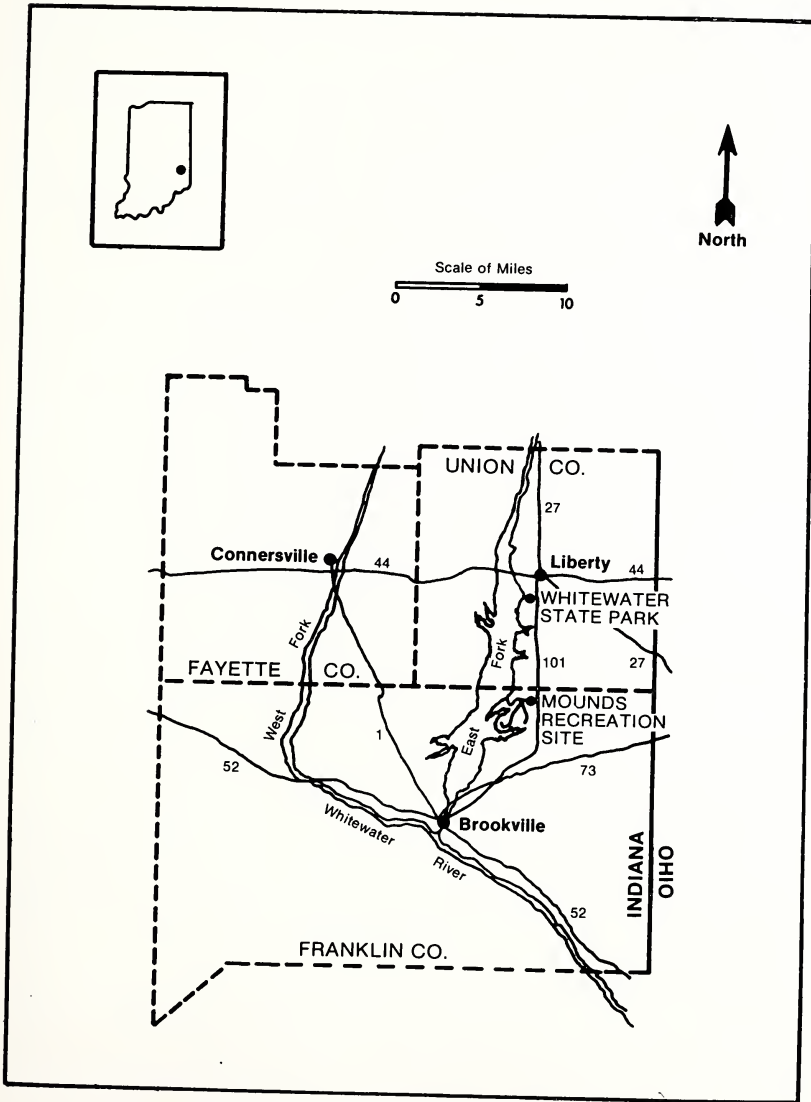 North
Scale of Miles
0 5 10
UNION CO.
27
Connersville
44
Liberty
44
WHITEWATER
STATE PARK
Fork
Fork
101
27
FAYETTE CO.
MOUNDS
RECREATION
SITE
West
East
1
52
73
Whitewater
Brookville
River
INDIANA
OIHO
52
FRANKLIN CO.